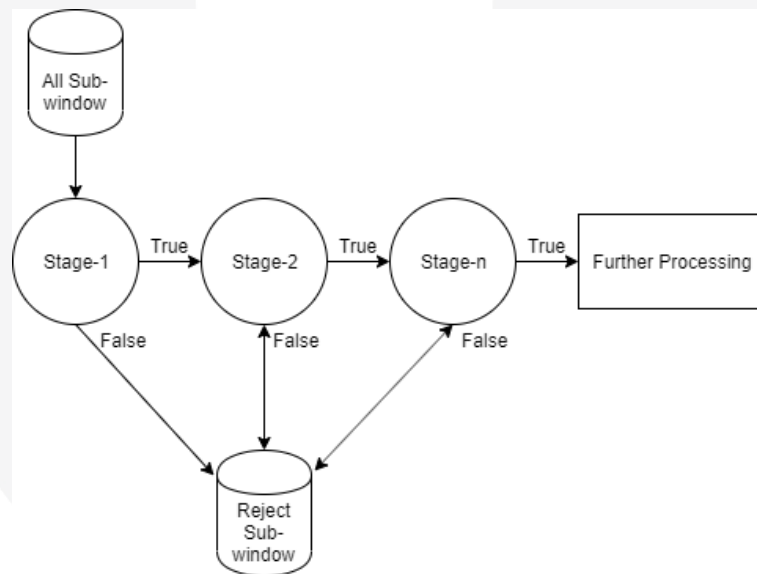 All Sub-
window
Stage-1
True
Stage-2
True
Stage-n
True
Further Processing
False
False
False
Reject
Sub-
window